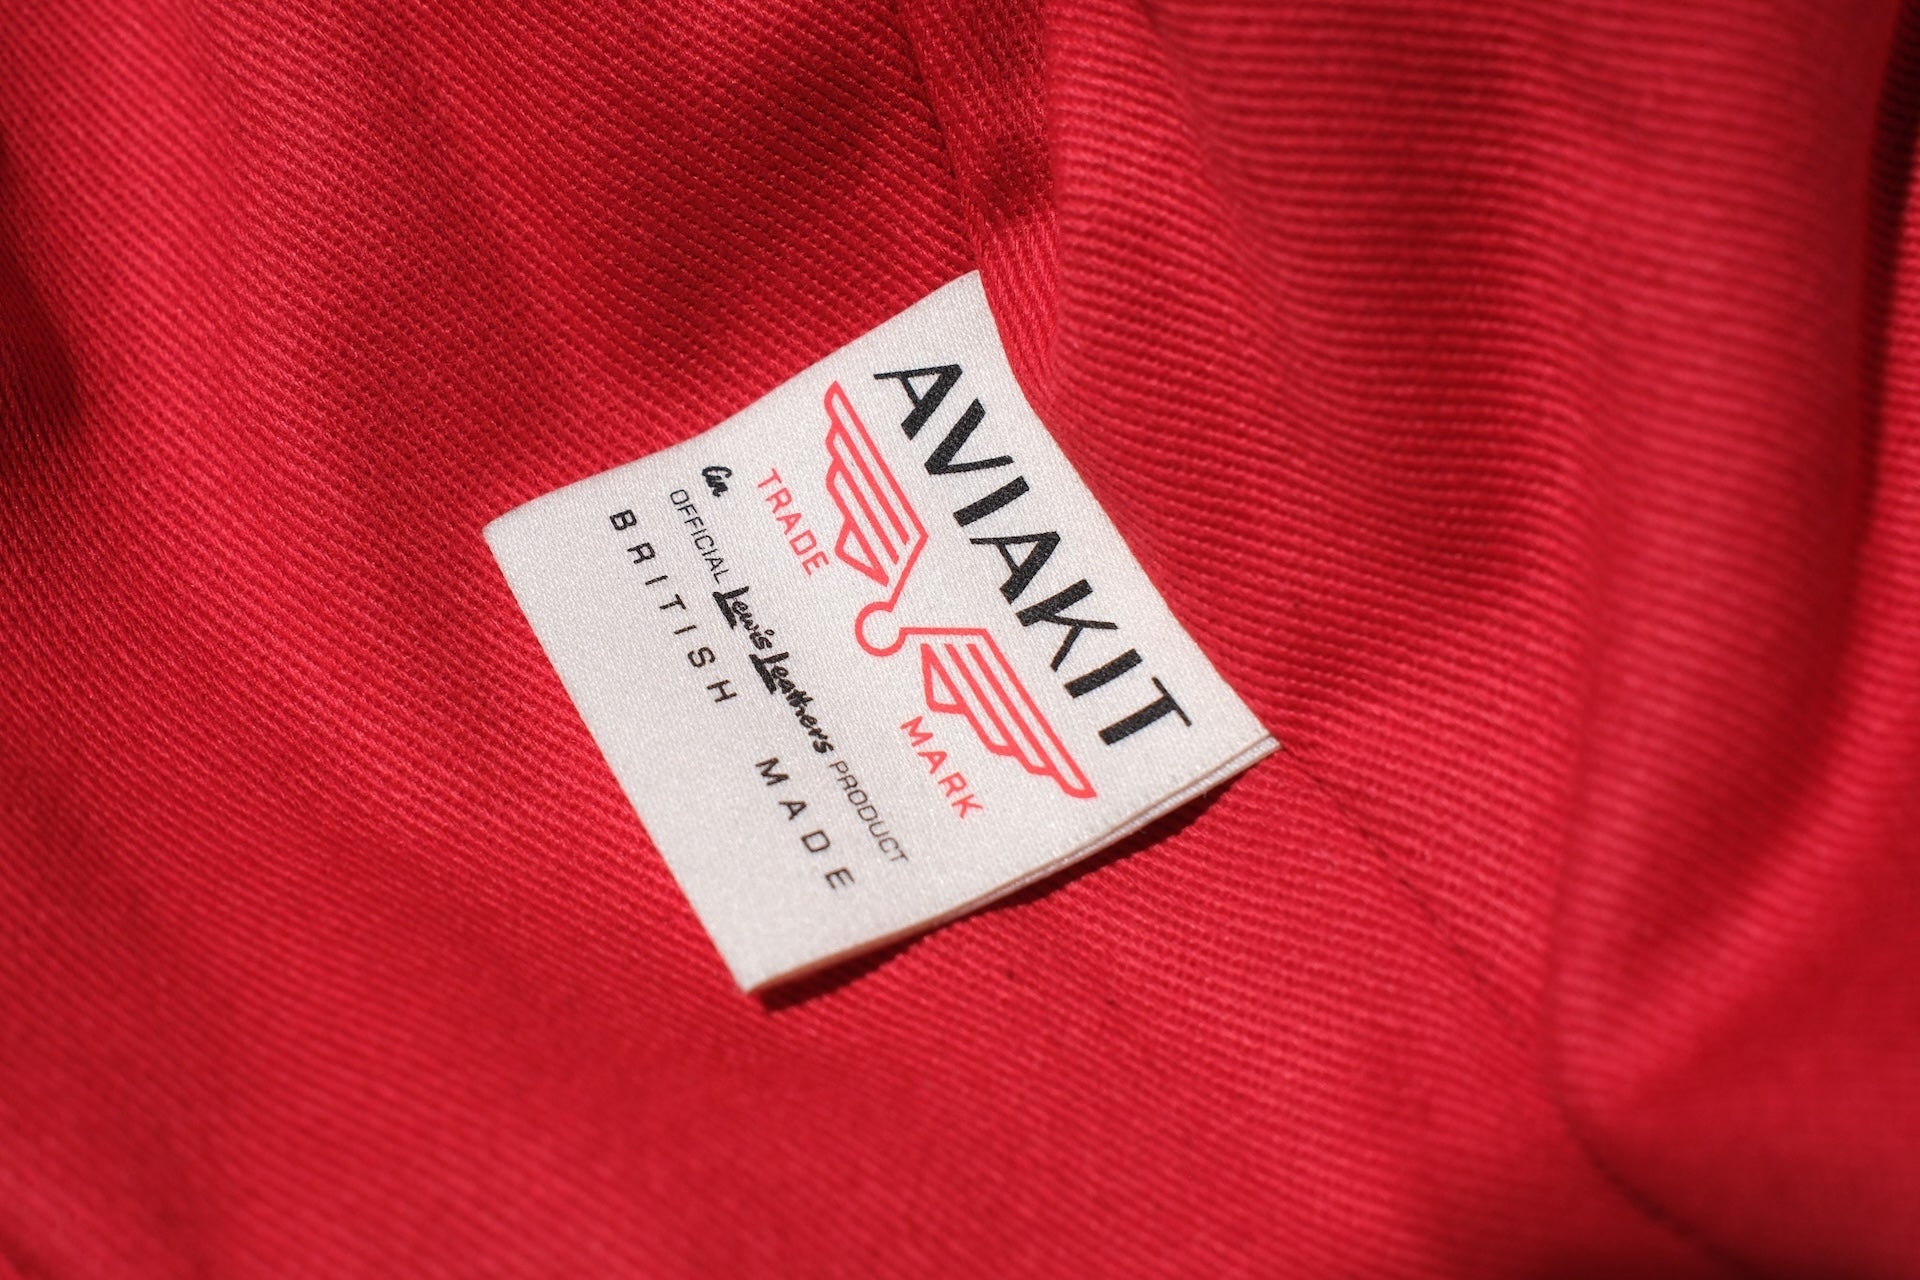 AVIAKIT
TRADE MARK
An
OFFICIAL Lewis Leathers PRODUCT
BRITISH MADE